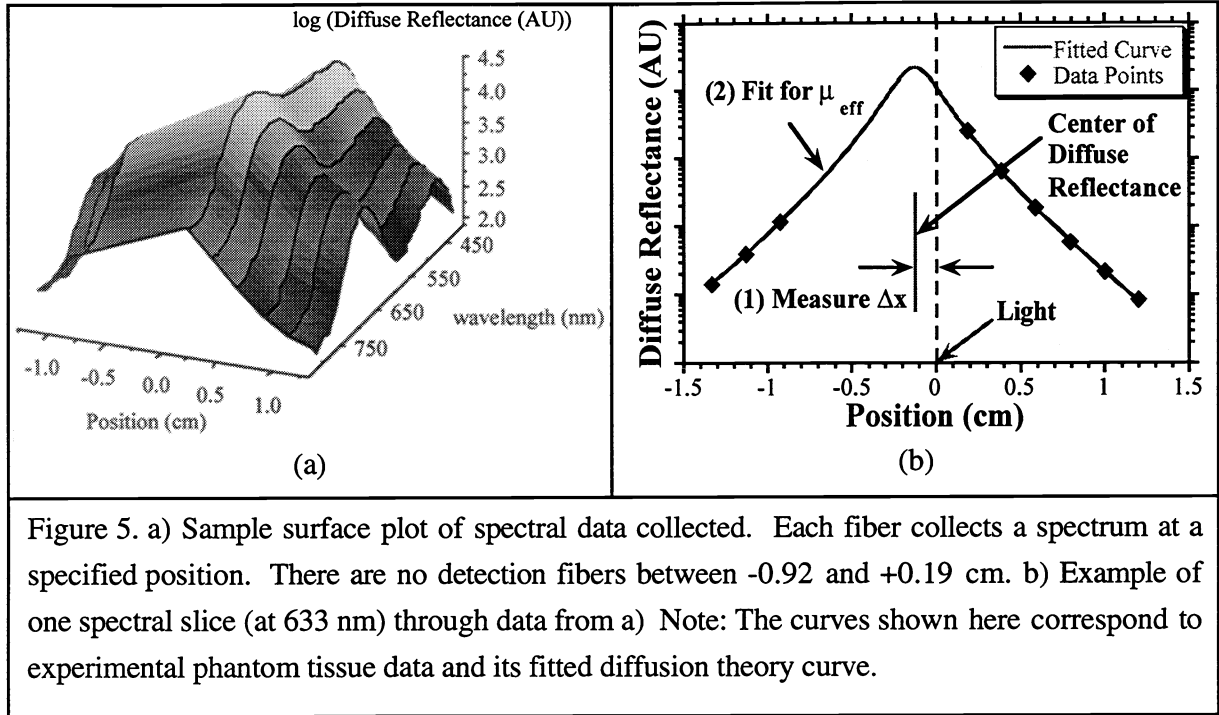 log (Diffuse Reflectance (AU))
4.5
4.0
3.5
3.0
2.5
2.0
450
550
650
750
wavelength (nm)
-1.0
-0.5
0.0
0.5
1.0
Position (cm)
(a)
Diffuse Reflectance (AU)
Fitted Curve
Data Points
(2) Fit for μ eff
Center of
Diffuse
Reflectance
(1) Measure Δx
Light
-1.5
-1
-0.5
0
0.5
1
1.5
Position (cm)
(b)
Figure 5. a) Sample surface plot of spectral data collected. Each fiber collects a spectrum at a
specified position. There are no detection fibers between -0.92 and +0.19 cm. b) Example of
one spectral slice (at 633 nm) through data from a) Note: The curves shown here correspond to
experimental phantom tissue data and its fitted diffusion theory curve.